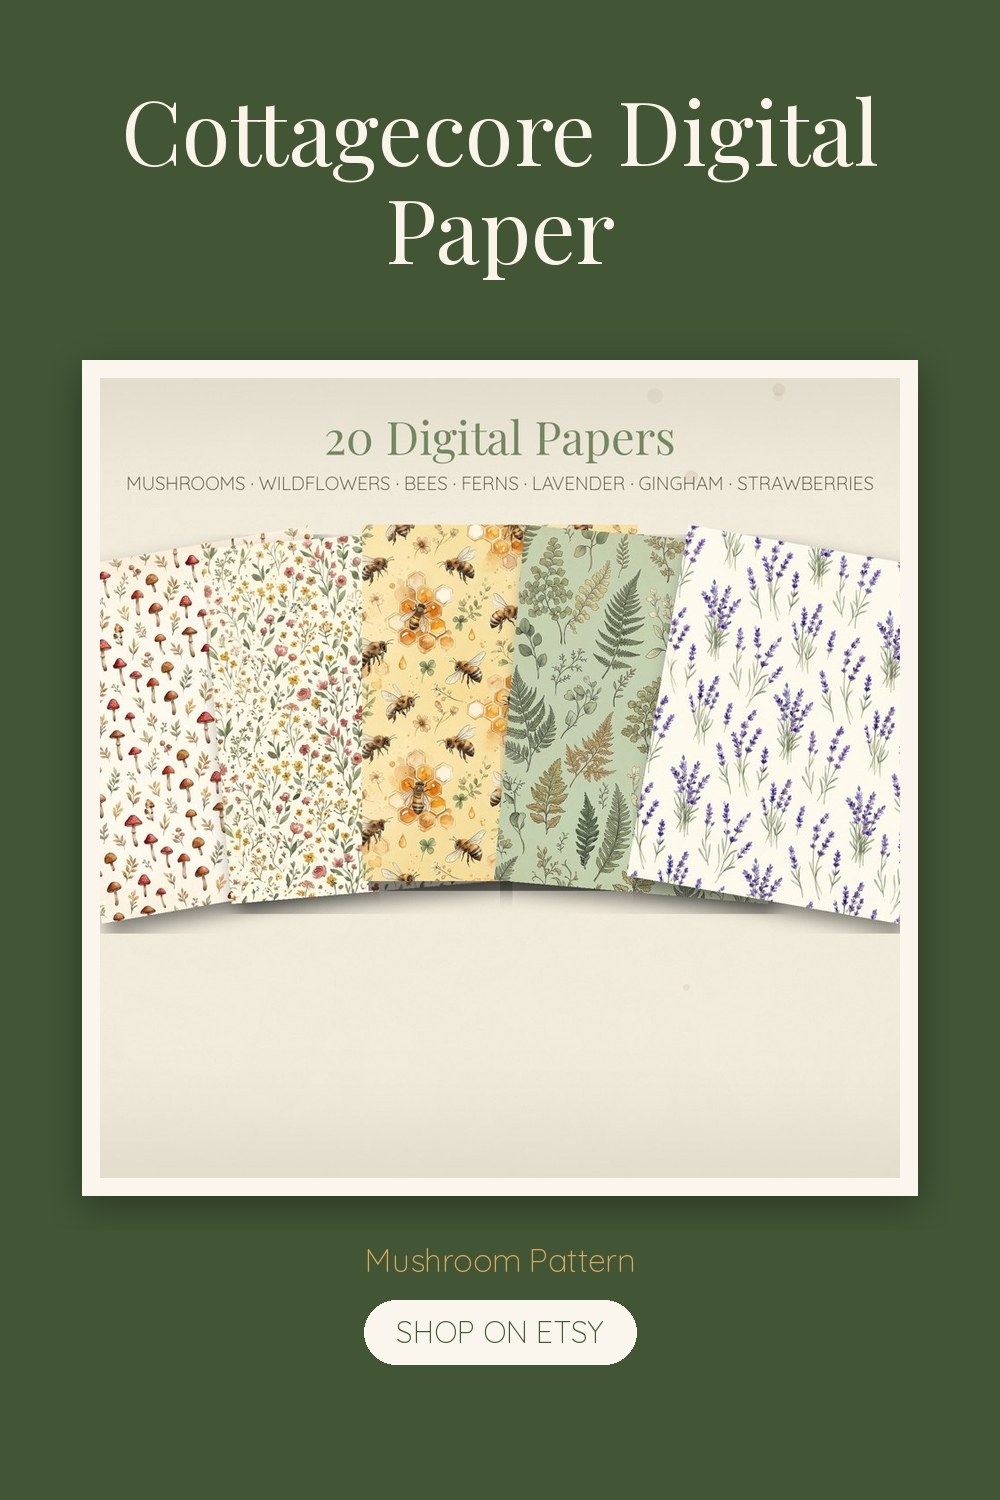 Cottagecore Digital
Paper
20 Digital Papers
MUSHROOMS · WILDFLOWERS · BEES · FERNS · LAVENDER · GINGHAM · STRAWBERRIES
Mushroom Pattern
SHOP ON ETSY